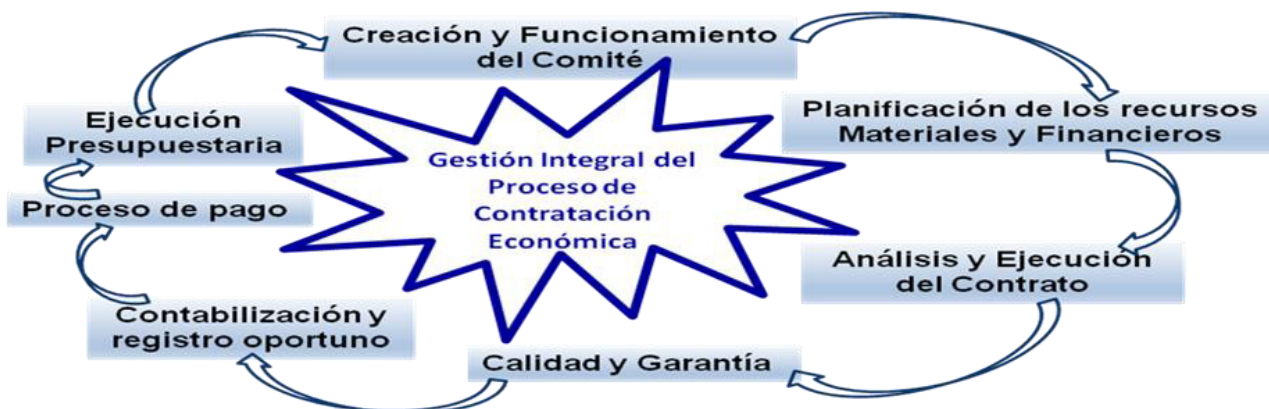 Creación y Funcionamiento
del Comité
Planificación de los recursos
Materiales y Financieros
Análisis y Ejecución
del Contrato
Calidad y Garantía
Contabilización y
registro oportuno
Proceso de pago
Ejecución
Presupuestaria
Gestión Integral del
Proceso de
Contratación
Económica